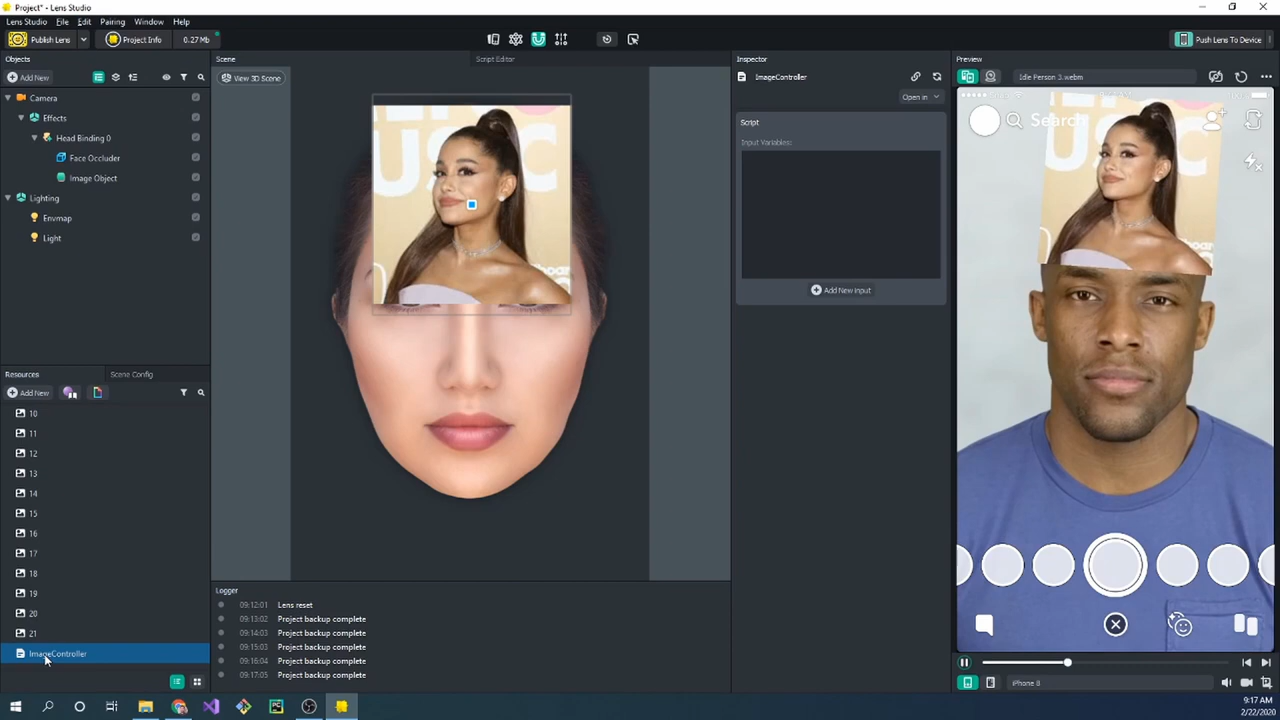 Project* - Lens Studio
Lens Studio File Edit Pairing Window Help
Publish Lens Project Info 0.27 Mb Push Lens To Device
Objects Scene Script Editor Inspector Preview
Add New View 3D Scene ImageController Idle Person 3.webm
Camera Open in
Effects Search
Head Binding 0 Script
Face Occluder Input Variables:
Image Object
Lighting
Envmap
Light
Add New Input
Resources Scene Config
Add New
10
11
12
13
14
15
16
17
18
19
20
21
ImageController
Logger
09:12:01 Lens reset
09:13:02 Project backup complete
09:14:03 Project backup complete
09:15:03 Project backup complete
09:16:04 Project backup complete
09:17:05 Project backup complete
iPhone 8
9:17 AM
2/22/2020